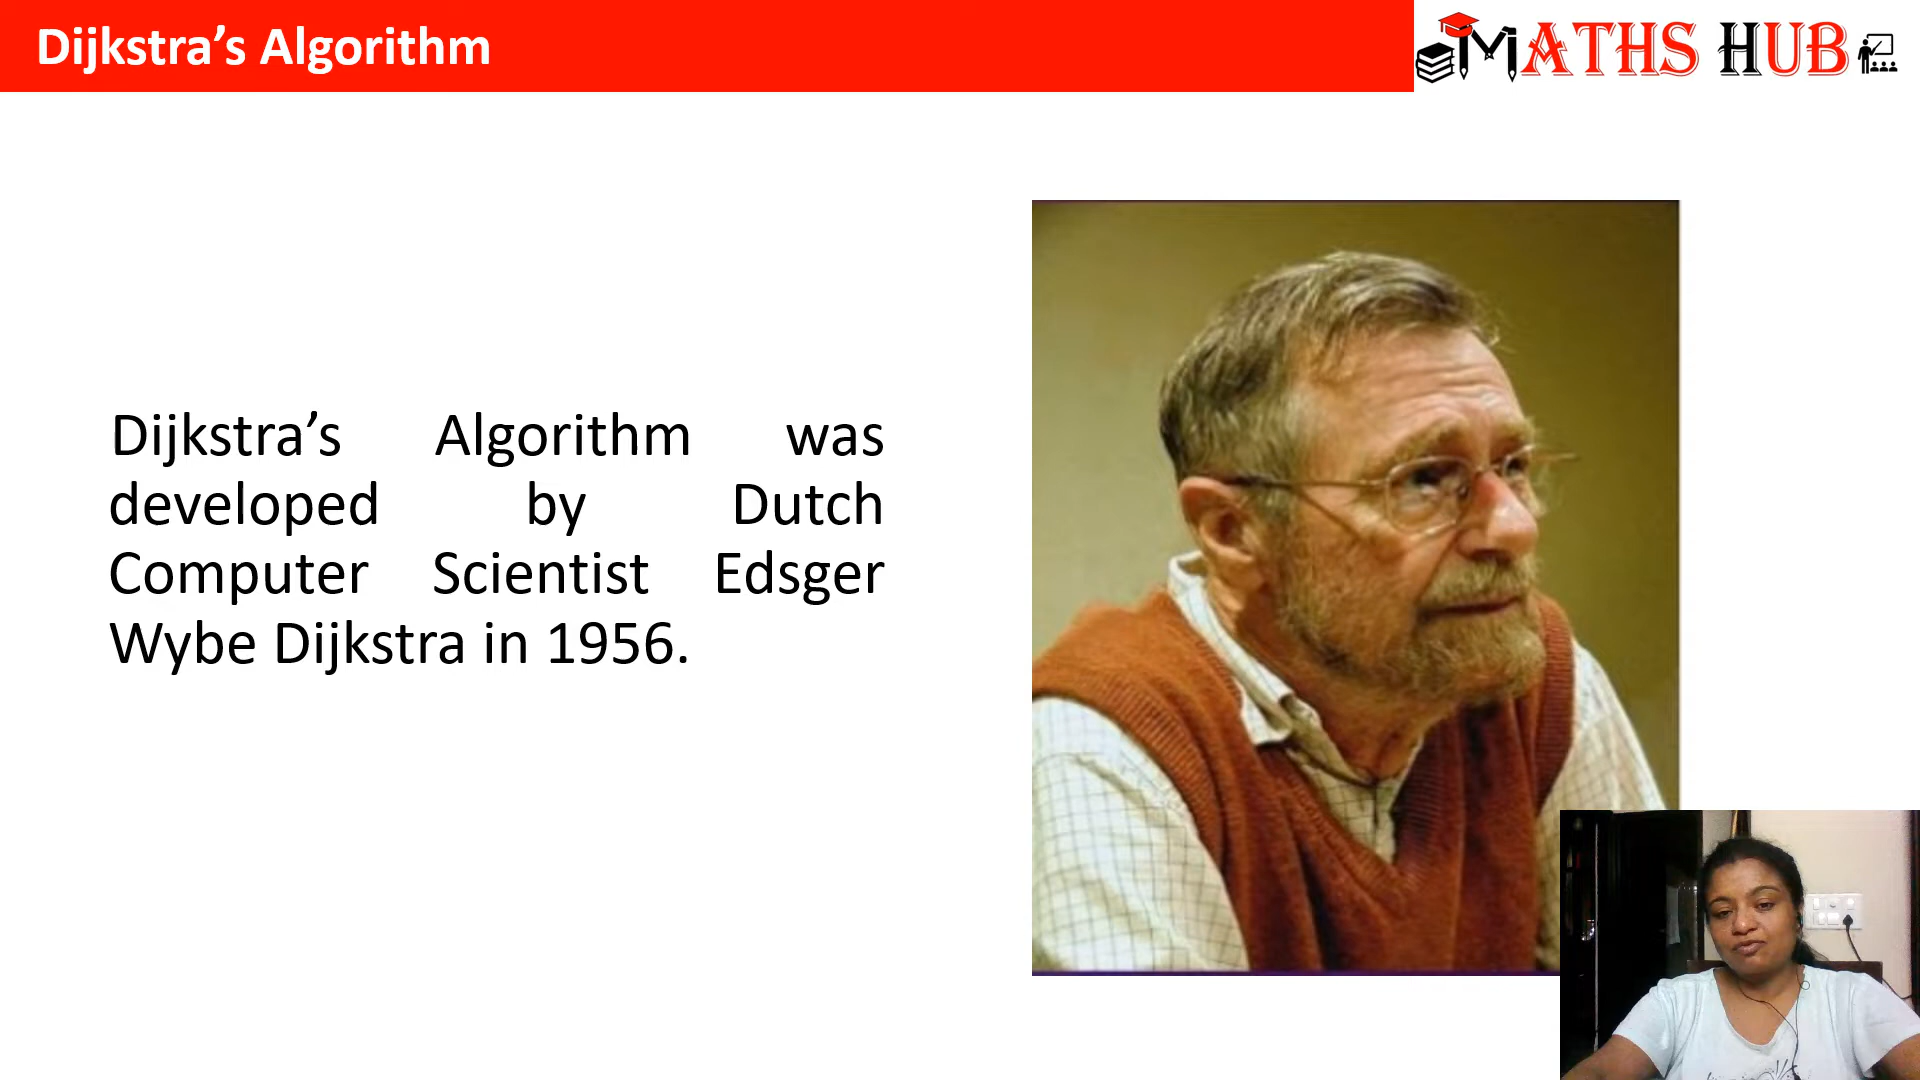 Dijkstra’s Algorithm
MATHS HUB
Dijkstra’s Algorithm was
developed by Dutch
Computer Scientist Edsger
Wybe Dijkstra in 1956.